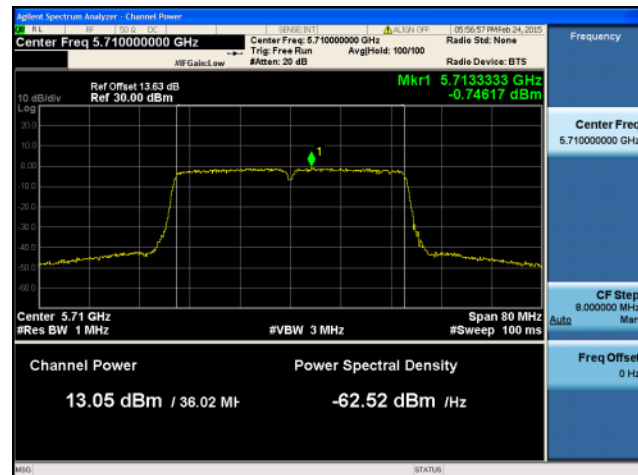 Agilent Spectrum Analyzer - Channel Power
RL RF 50 Ω DC SENSE:INT ALIGN OFF 05:56:57 PM Feb 24, 2015
Center Freq 5.710000000 GHz
Center Freq: 5.710000000 GHz Radio Std: None
Trig: Free Run Avg|Hold: 100/100
#IFGain:Low #Atten: 20 dB Radio Device: BTS
Mkr1 5.7133333 GHz
-0.74617 dBm
Ref Offset 13.63 dB
10 dB/div Ref 30.00 dBm
Log
20.0
10.0
0.00
-10.0
-20.0
-30.0
-40.0
-50.0
-60.0
1
Center 5.71 GHz Span 80 MHz
#Res BW 1 MHz #VBW 3 MHz #Sweep 100 ms
Channel Power Power Spectral Density
13.05 dBm / 36.02 MH -62.52 dBm /Hz
MSG STATUS
Frequency
Center Freq
5.710000000 GHz
CF Step
8.000000 MHz
Auto Man
Freq Offset
0 Hz